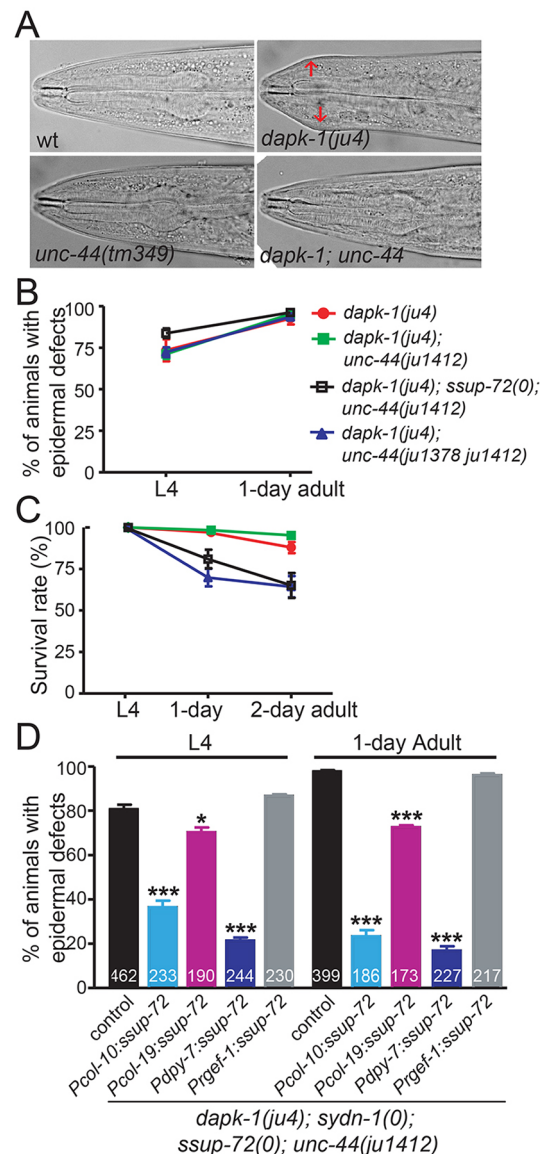 A
wt
dapk-1(ju4)
unc-44(tm349)
dapk-1; unc-44
B
% of animals with
epidermal defects
100
75
50
25
0
L4
1-day adult
dapk-1(ju4)
dapk-1(ju4);
unc-44(ju1412)
dapk-1(ju4); ssup-72(0);
unc-44(ju1412)
dapk-1(ju4);
unc-44(ju1378 ju1412)
C
Survival rate (%)
100
75
50
25
0
L4
1-day
2-day adult
D
L4
1-day Adult
% of animals with
epidermal defects
100
80
60
40
20
0
***
*
***
***
***
***
462
233
190
244
230
399
186
173
227
217
control
Pcol-10:ssup-72
Pcol-19:ssup-72
Pdpy-7:ssup-72
Prgef-1:ssup-72
control
Pcol-10:ssup-72
Pcol-19:ssup-72
Pdpy-7:ssup-72
Prgef-1:ssup-72
dapk-1(ju4); sydn-1(0);
ssup-72(0); unc-44(ju1412)